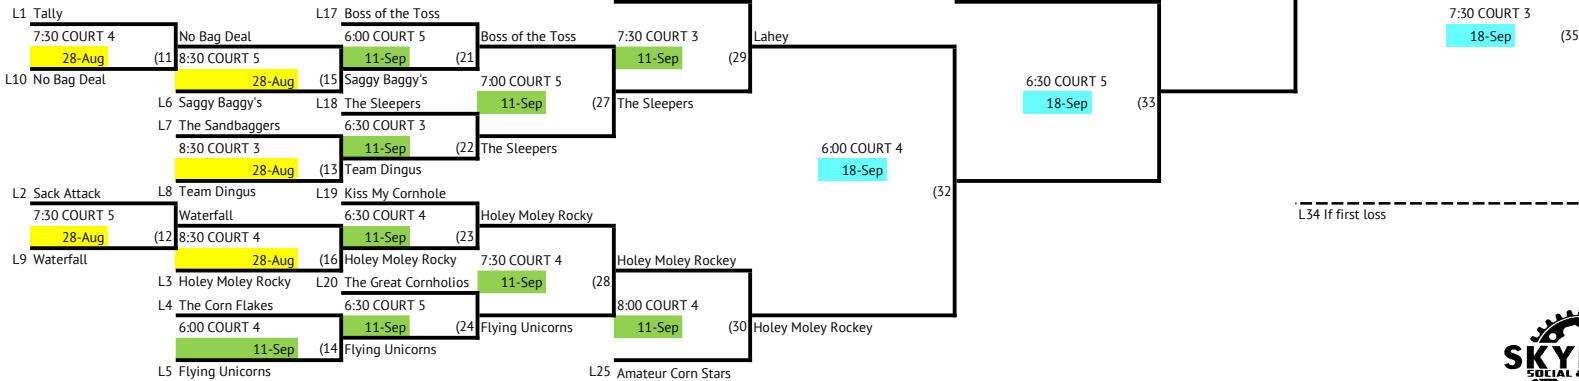 L1 Tally
L17 Boss of the Toss
7:30 COURT 4
No Bag Deal
6:00 COURT 5
Boss of the Toss
7:30 COURT 3
Lahey
7:30 COURT 3
28-Aug
(11
8:30 COURT 5
11-Sep
(21
11-Sep
(29
18-Sep
(35
L10 No Bag Deal
28-Aug
(15
Saggy Baggy's
7:00 COURT 5
6:30 COURT 5
L6 Saggy Baggy's
L18 The Sleepers
11-Sep
(27
The Sleepers
18-Sep
(33
L7 The Sandbaggers
6:30 COURT 3
8:30 COURT 3
11-Sep
(22
The Sleepers
6:00 COURT 4
28-Aug
(13
Team Dingus
18-Sep
L2 Sack Attack
L8 Team Dingus
L19 Kiss My Cornhole
(32
7:30 COURT 5
Waterfall
6:30 COURT 4
Holey Moley Rocky
L34 If first loss
28-Aug
(12
8:30 COURT 4
11-Sep
(23
L9 Waterfall
28-Aug
(16
Holey Moley Rocky
7:30 COURT 4
Holey Moley Rockey
L3 Holey Moley Rocky
L20 The Great Cornholios
11-Sep
(28
L4 The Corn Flakes
6:30 COURT 5
8:00 COURT 4
6:00 COURT 4
11-Sep
(24
Flying Unicorns
11-Sep
(30
Holey Moley Rockey
11-Sep
(14
Flying Unicorns
L5 Flying Unicorns
L25 Amateur Corn Stars
SOCIAL